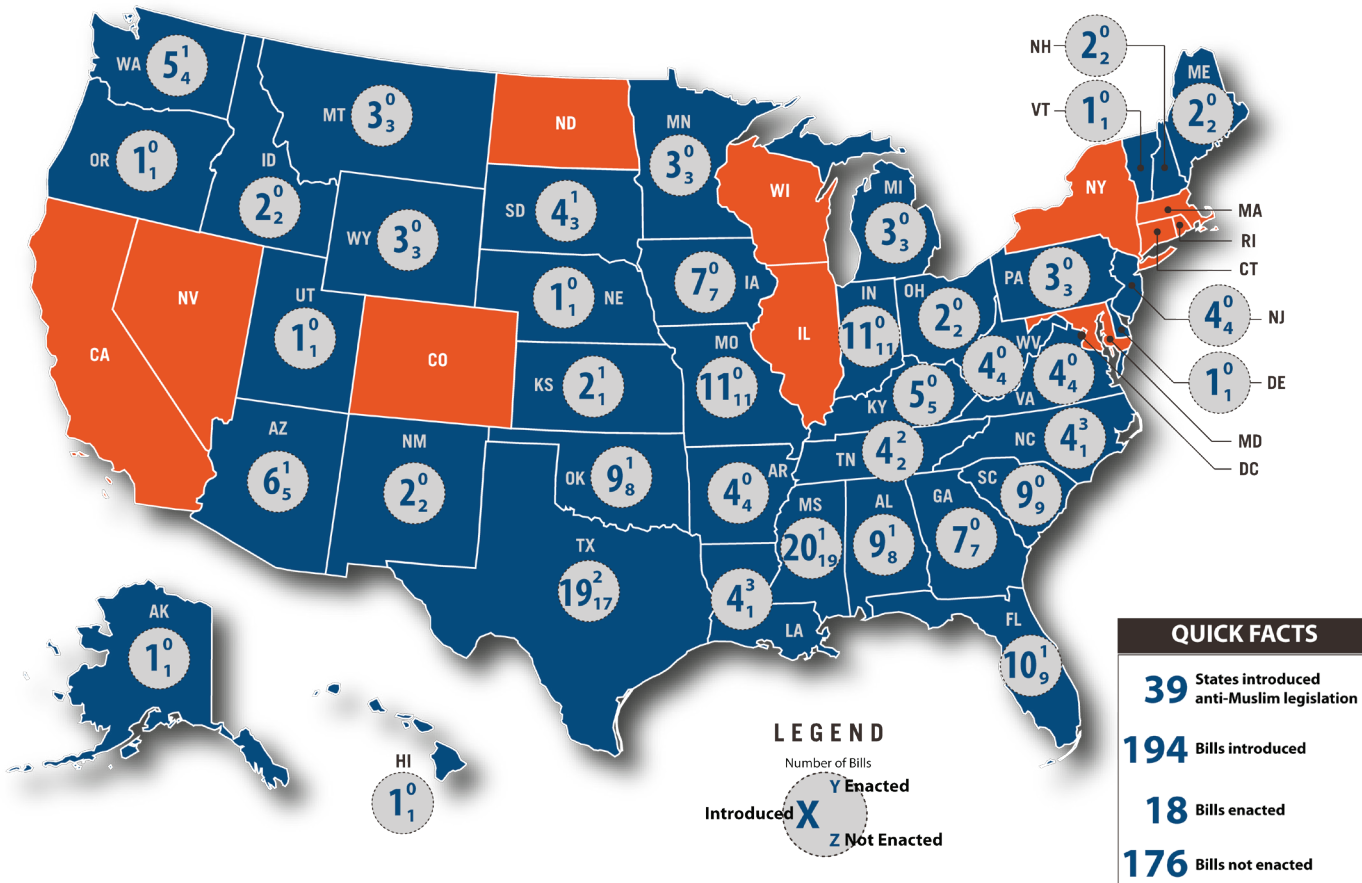 WA
5 1 4
MT
3 0 3
ND
MN
3 0 3
OR
1 0 1
ID
2 0 2
WY
3 0 3
SD
4 1 3
WI
MI
3 0 3
NH
2 0 2
VT
1 0 1
ME
2 0 2
NY
MA
RI
CT
CA
NV
UT
1 0 1
CO
1 0 1
NE
7 0 7
IA
IL
IN
11 0 11
OH
2 0 2
PA
3 0 3
4 0 4
NJ
1 0 1
DE
MD
DC
KS
2 1 1
MO
11 0 11
KY
5 0 5
WV
4 0 4
VA
4 0 4
AZ
6 1 5
NM
2 0 2
OK
9 1 8
AR
4 0 4
TN
4 2 2
NC
4 3 1
SC
9 0 9
TX
19 2 17
LA
4 3 1
MS
20 1 19
AL
9 1 8
GA
7 0 7
FL
10 1 9
AK
1 0 1
HI
1 0 1
LEGEND
Number of Bills
Y Enacted
Introduced X
Z Not Enacted
QUICK FACTS
39 States introduced
anti-Muslim legislation
194 Bills introduced
18 Bills enacted
176 Bills not enacted